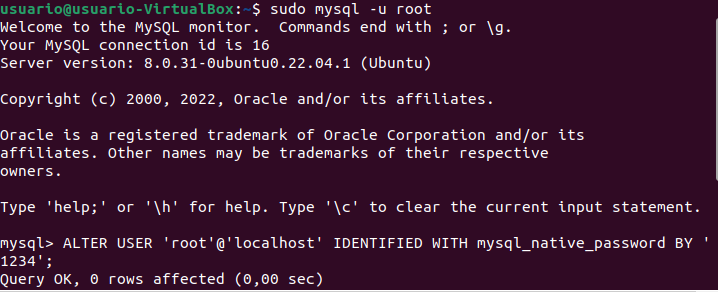 usuario@usuario-VirtualBox:~$ sudo mysql -u root
Welcome to the MySQL monitor.  Commands end with ; or \g.
Your MySQL connection id is 16
Server version: 8.0.31-0ubuntu0.22.04.1 (Ubuntu)
Copyright (c) 2000, 2022, Oracle and/or its affiliates.
Oracle is a registered trademark of Oracle Corporation and/or its
affiliates. Other names may be trademarks of their respective
owners.
Type 'help;' or '\h' for help. Type '\c' to clear the current input statement.
mysql> ALTER USER 'root'@'localhost' IDENTIFIED WITH mysql_native_password BY '
1234';
Query OK, 0 rows affected (0,00 sec)